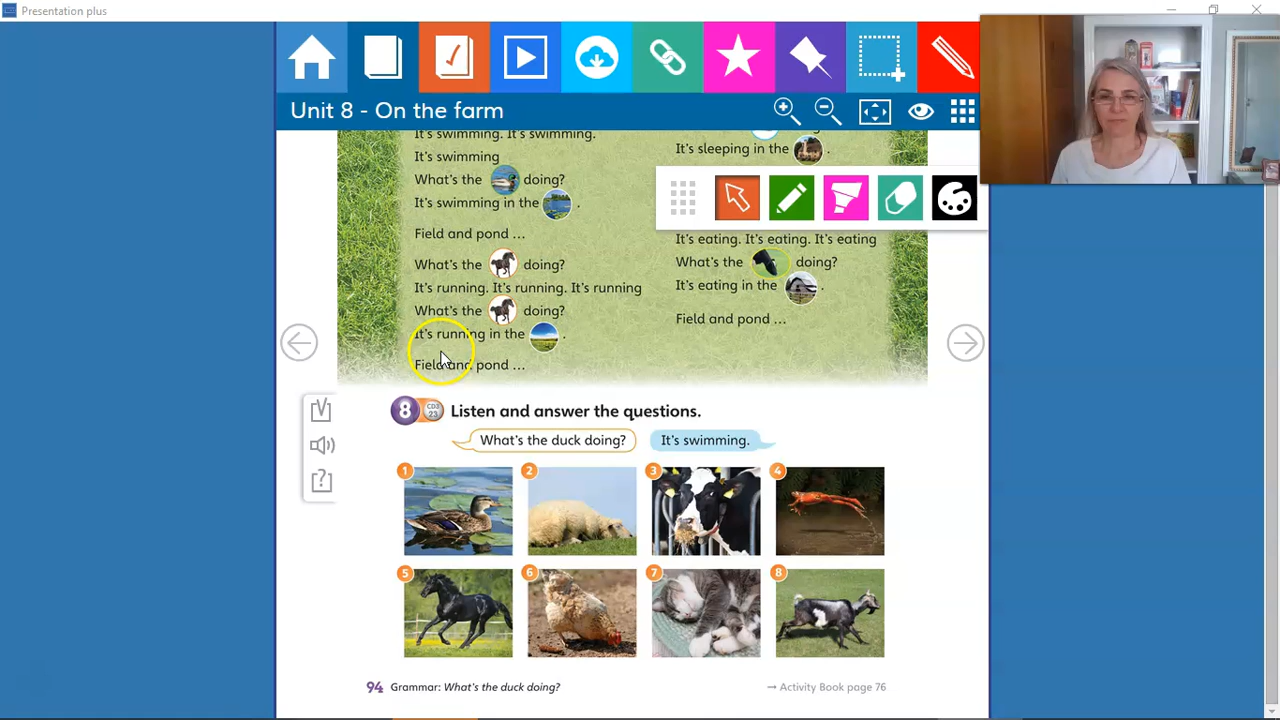 Presentation plus
Unit 8 - On the farm
It's swimming. It's swimming.
It's swimming
What's the doing?
It's swimming in the .
Field and pond ...
What's the doing?
It's running. It's running. It's running
What's the doing?
It's running in the .
Field and pond ...
It's sleeping in the .
It's eating. It's eating. It's eating
What's the doing?
It's eating in the .
Field and pond ...
8 CD3 23 Listen and answer the questions.
What's the duck doing? It's swimming.
1 2 3 4
5 6 7 8
94 Grammar: What's the duck doing?
→ Activity Book page 76